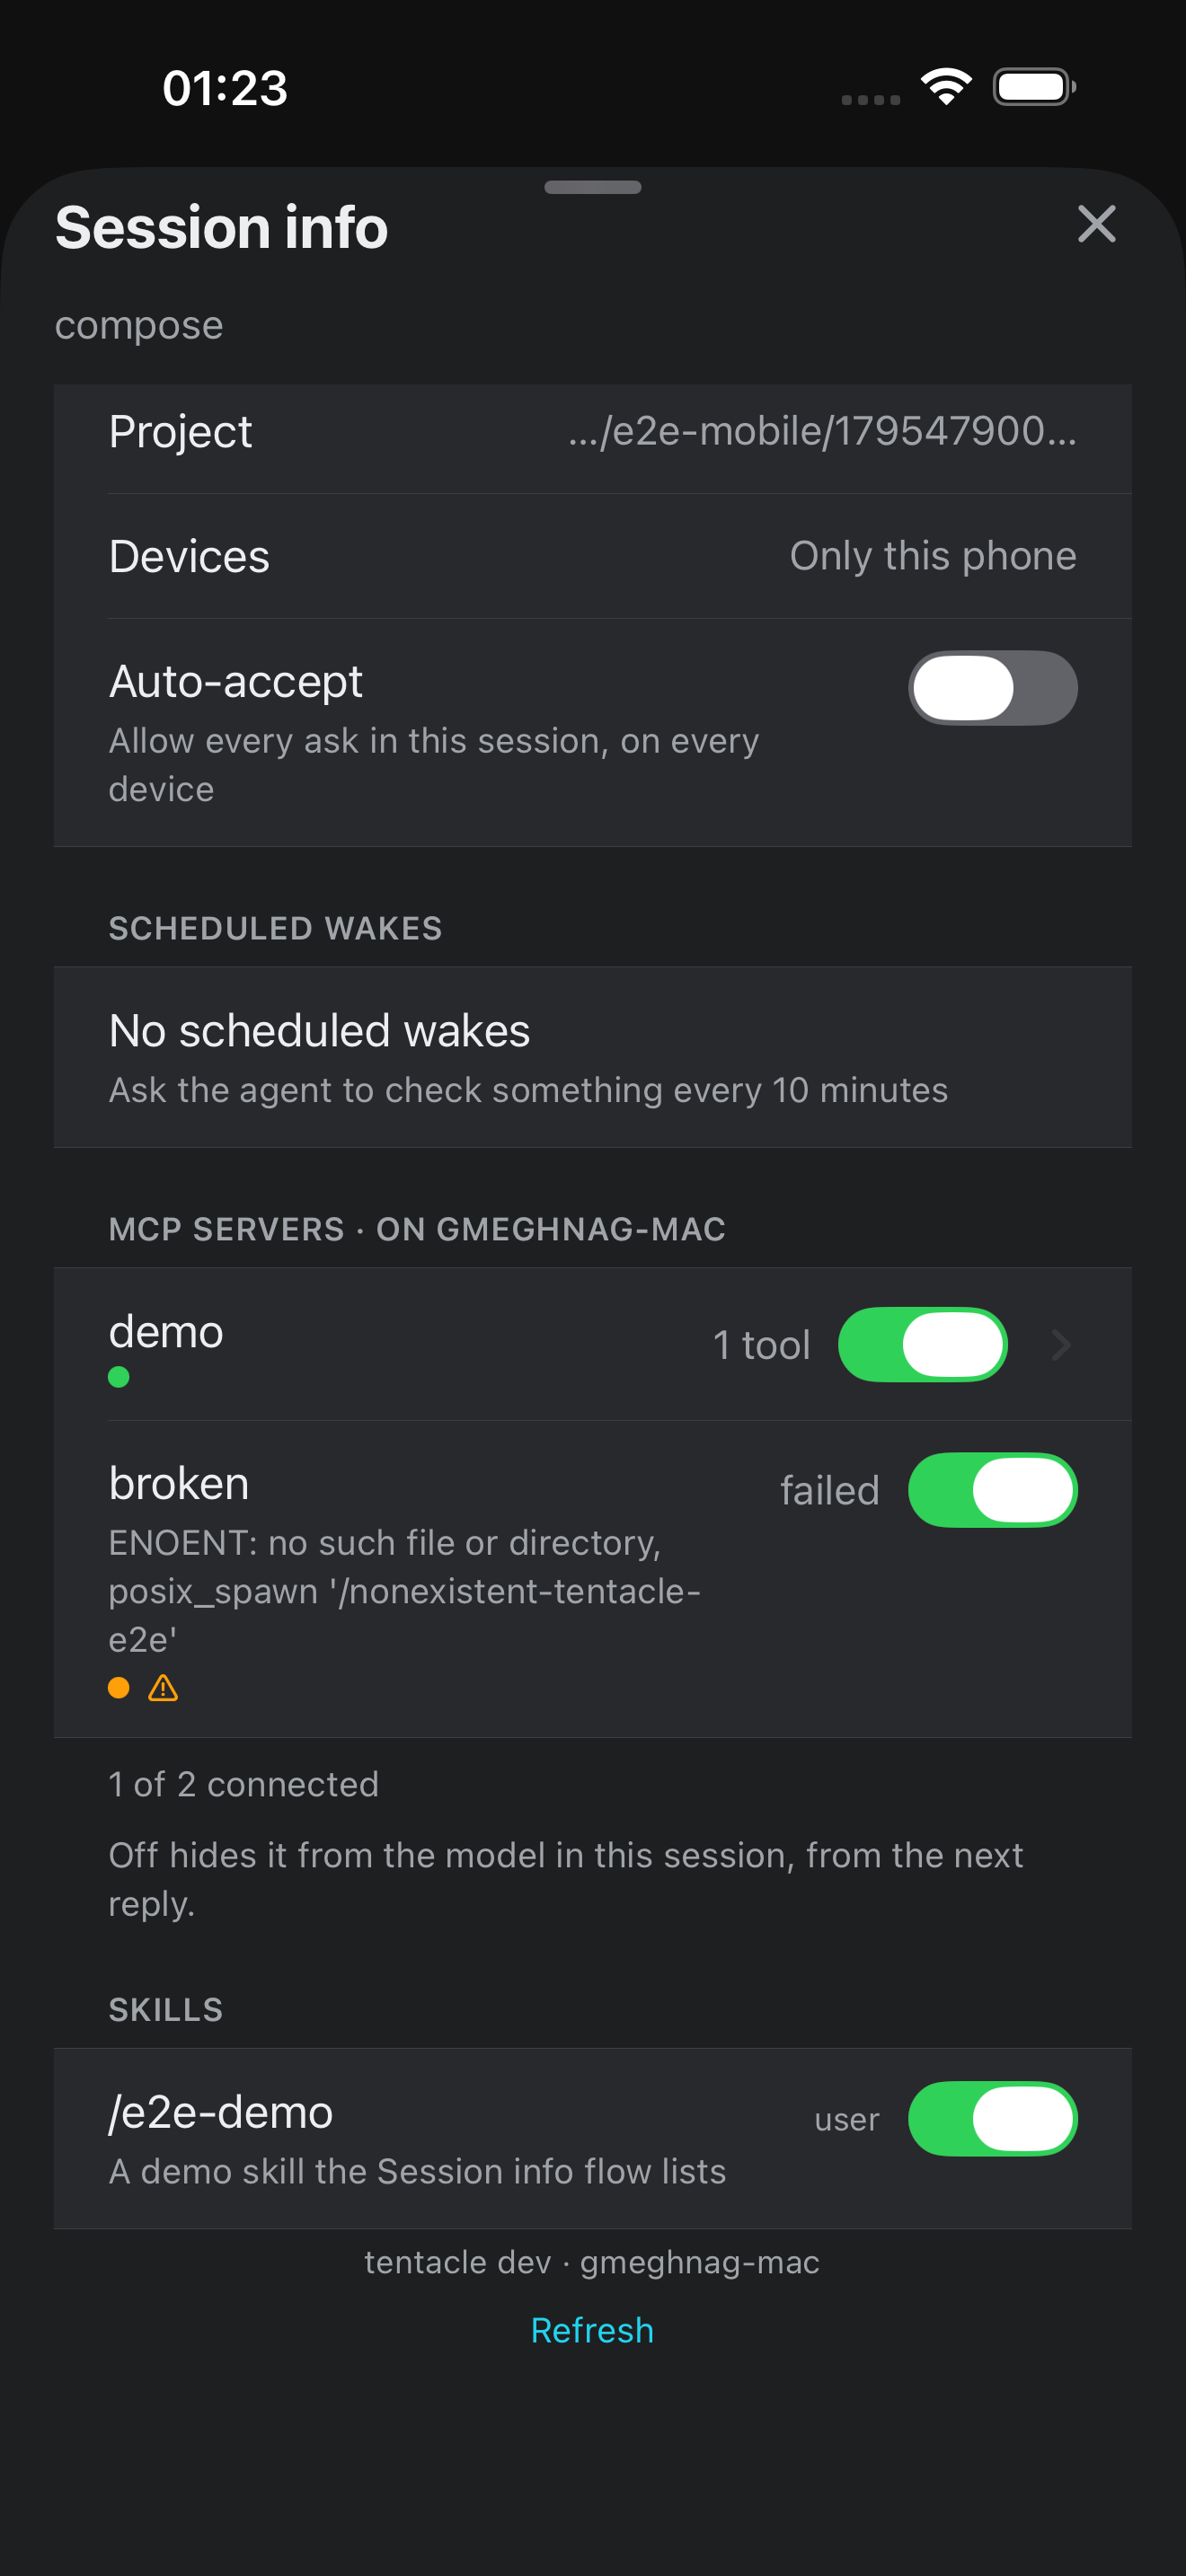 01:23
Session info
compose
Project
.../e2e-mobile/179547900...
Devices
Only this phone
Auto-accept
Allow every ask in this session, on every
device
SCHEDULED WAKES
No scheduled wakes
Ask the agent to check something every 10 minutes
MCP SERVERS · ON GMEGHNAG-MAC
demo
1 tool
broken
failed
ENOENT: no such file or directory,
posix_spawn '/nonexistent-tentacle-
e2e'
1 of 2 connected
Off hides it from the model in this session, from the next
reply.
SKILLS
/e2e-demo
user
A demo skill the Session info flow lists
tentacle dev · gmeghnag-mac
Refresh